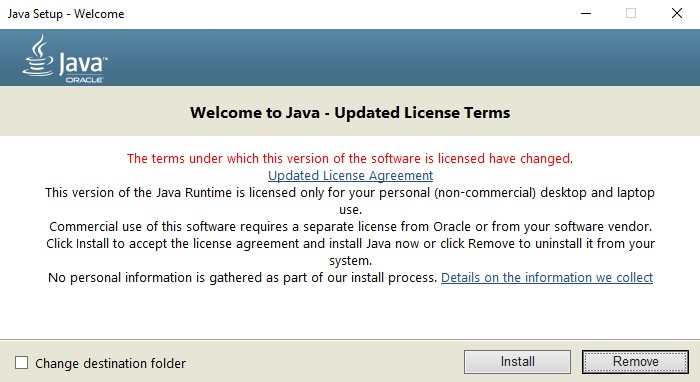 Java Setup - Welcome
Java™
ORACLE
Welcome to Java - Updated License Terms
The terms under which this version of the software is licensed have changed.
Updated License Agreement
This version of the Java Runtime is licensed only for your personal (non-commercial) desktop and laptop
use.
Commercial use of this software requires a separate license from Oracle or from your software vendor.
Click Install to accept the license agreement and install Java now or click Remove to uninstall it from your
system.
No personal information is gathered as part of our install process. Details on the information we collect
Change destination folder
Install
Remove